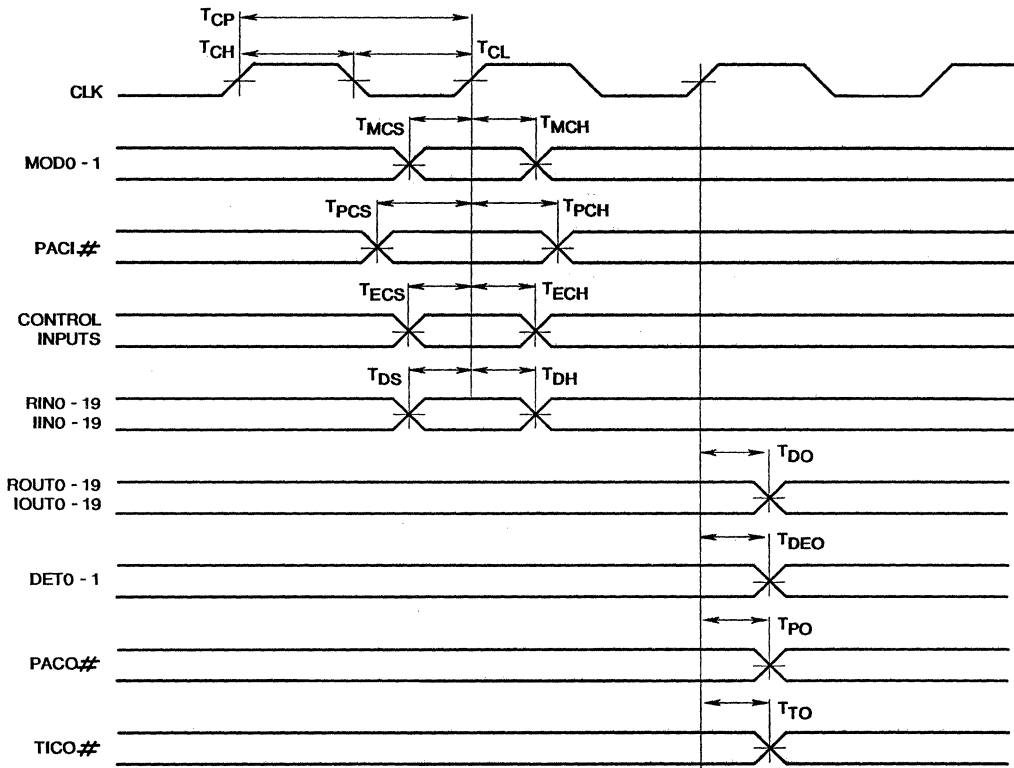 TCP
TCH
TCL
CLK
TMCS
TMCH
MOD0 - 1
TPCS
TPCH
PACI#
TECS
TECH
CONTROL
INPUTS
TDS
TDH
RIN0 - 19
IIN0 - 19
TDO
ROUT0 - 19
IOUT0 - 19
TDEO
DET0 - 1
TPO
PACO#
TTO
TICO#